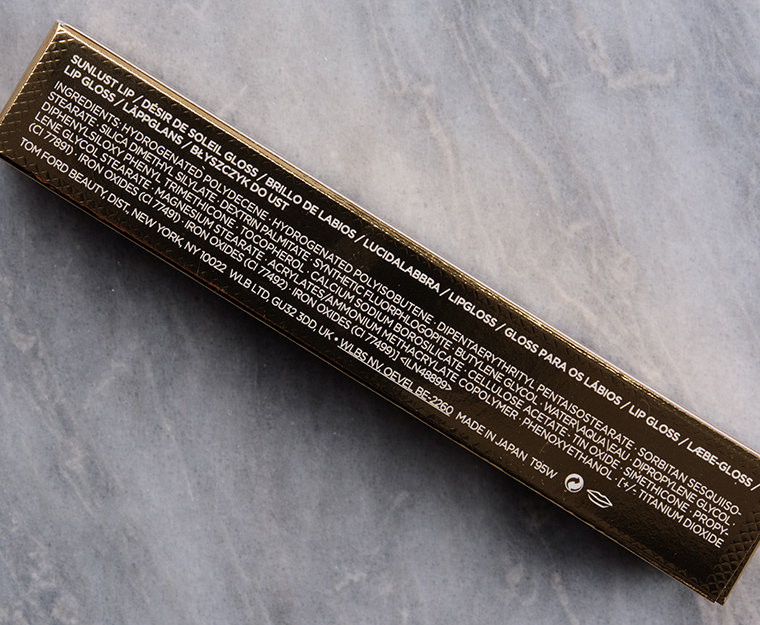 SUNLUST LIP / DÉSIR DE SOLEIL GLOSS / BRILLO DE LABIOS / LUCIDALABBRA / LIPGLOSS / GLOSS PARA OS LÁBIOS / LIP GLOSS / LÆBE-GLOSS /
LIP GLOSS / LÄPPGLANS / BŁYSZCZYK DO UST
INGREDIENTS: HYDROGENATED POLYDECENE · HYDROGENATED POLYISOBUTENE · DIPENTAERYTHRITYL PENTAISOSTEARATE · SORBITAN SESQUIISO-
STEARATE · SILICA DIMETHYL SILYLATE · DEXTRIN PALMITATE · SYNTHETIC FLUORPHLOGOPITE · BUTYLENE GLYCOL · WATER\AQUA\EAU · DIPROPYLENE GLYCOL ·
DIPHENYLSILOXY PHENYL TRIMETHICONE · TOCOPHEROL · CALCIUM SODIUM BOROSILICATE · CELLULOSE ACETATE · TIN OXIDE · SIMETHICONE · PROPY-
LENE GLYCOL STEARATE · MAGNESIUM STEARATE · ACRYLATES/AMMONIUM METHACRYLATE COPOLYMER · PHENOXYETHANOL · [+/- TITANIUM DIOXIDE
(CI 77891) · IRON OXIDES (CI 77491) · IRON OXIDES (CI 77492) · IRON OXIDES (CI 77499)] <ILN48899>
TOM FORD BEAUTY, DIST., NEW YORK, NY 10022 WLB LTD, GU32 3DD, UK • WLBS NV, OEVEL BE-2260 MADE IN JAPAN T95W